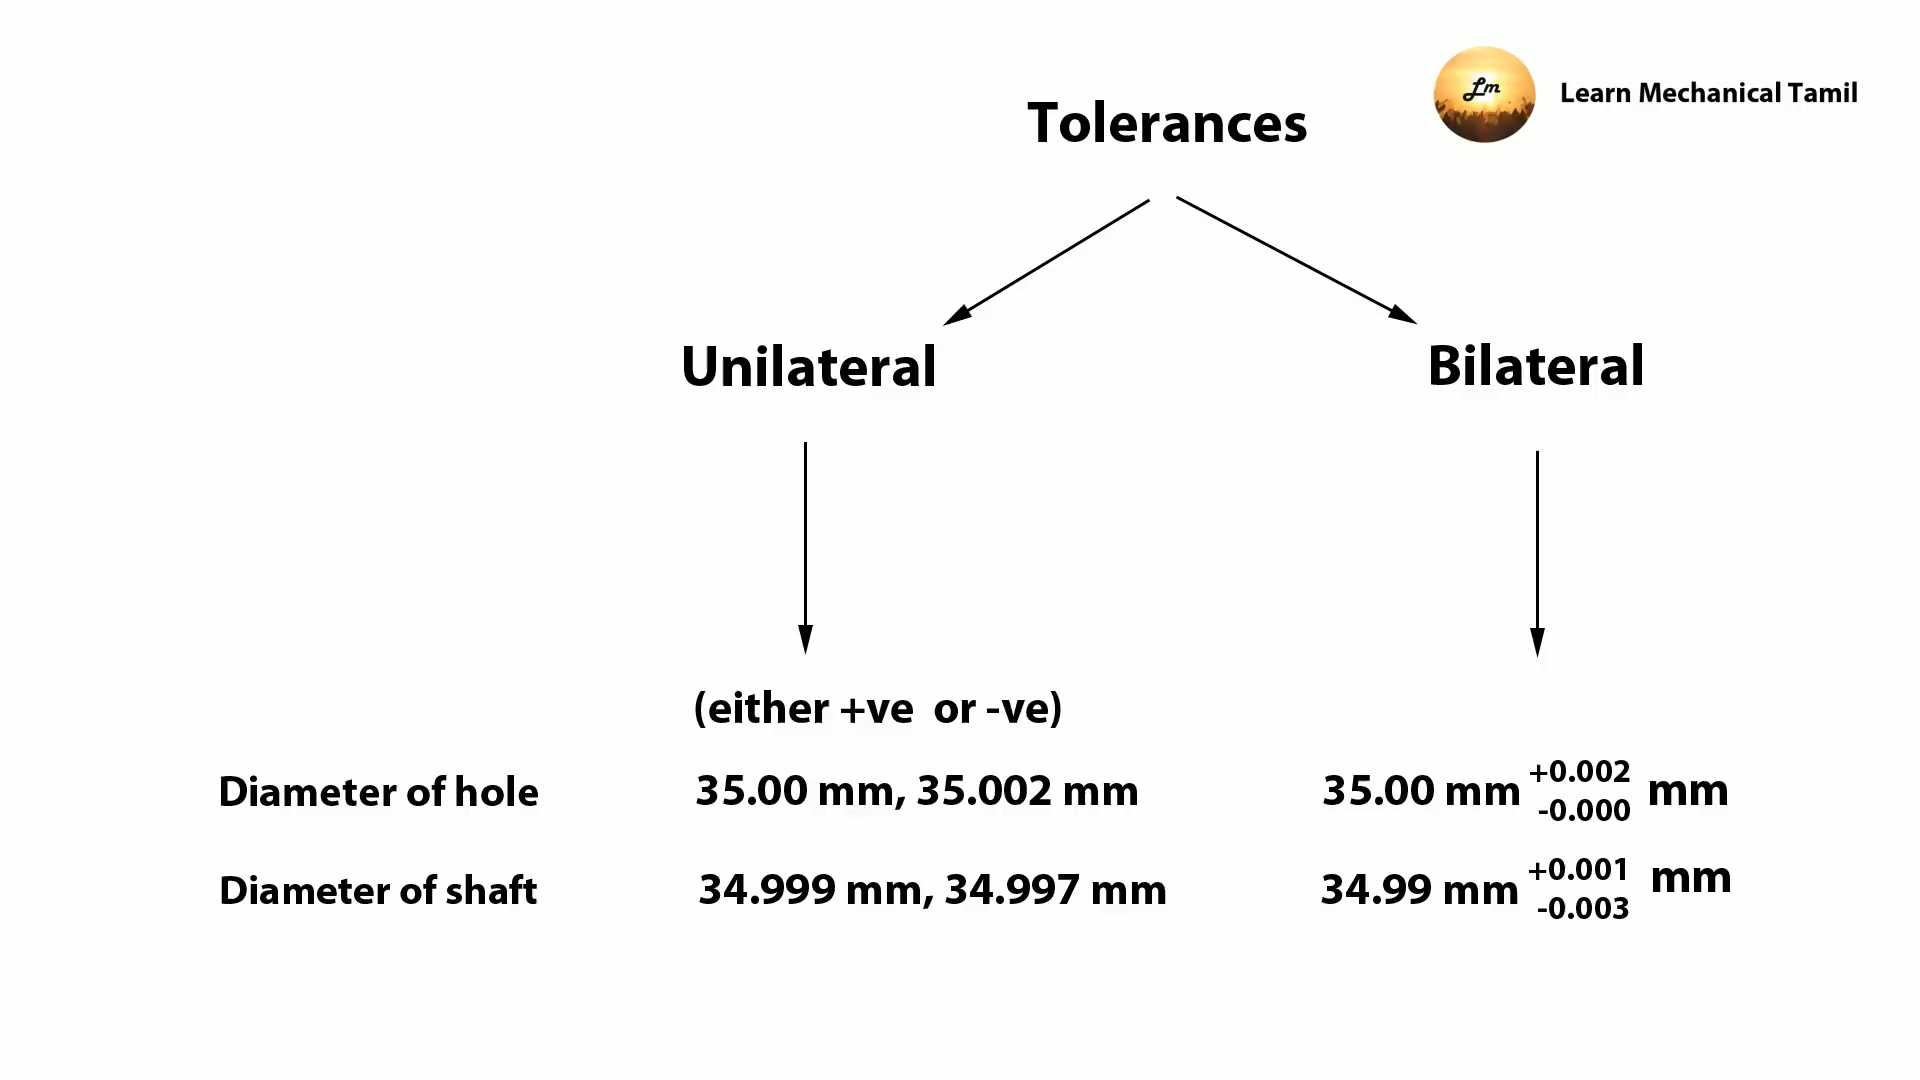 Lm
Learn Mechanical Tamil
Tolerances
Unilateral
Bilateral
(either +ve or -ve)
Diameter of hole
35.00 mm, 35.002 mm
35.00 mm +0.002 -0.000 mm
Diameter of shaft
34.999 mm, 34.997 mm
34.99 mm +0.001 -0.003 mm